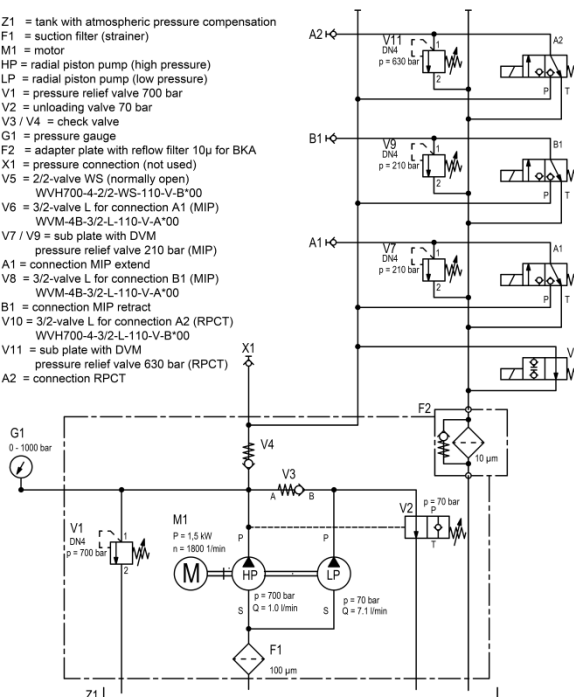 Z1 = tank with atmospheric pressure compensation
F1 = suction filter (strainer)
M1 = motor
HP = radial piston pump (high pressure)
LP = radial piston pump (low pressure)
V1 = pressure relief valve 700 bar
V2 = unloading valve 70 bar
V3 / V4 = check valve
G1 = pressure gauge
F2 = adapter plate with reflow filter 10µ for BKA
X1 = pressure connection (not used)
V5 = 2/2-valve WS (normally open)
WVH700-4-2/2-WS-110-V-B*00
V6 = 3/2-valve L for connection A1 (MIP)
WVM-4B-3/2-L-110-V-A*00
V7 / V9 = sub plate with DVM
pressure relief valve 210 bar (MIP)
A1 = connection MIP extend
V8 = 3/2-valve L for connection B1 (MIP)
WVM-4B-3/2-L-110-V-A*00
B1 = connection MIP retract
V10 = 3/2-valve L for connection A2 (RPCT)
WVH700-4-3/2-L-110-V-B*00
V11 = sub plate with DVM
pressure relief valve 630 bar (RPCT)
A2 = connection RPCT
A2
V11
DN4
p = 630 bar
1
2
A2
P
T
B1
V9
DN4
p = 210 bar
1
2
B1
P
T
A1
V7
DN4
p = 210 bar
1
2
A1
P
T
V
X1
F2
10 µm
G1
0 - 1000 bar
V4
V3
A
B
V2
p = 70 bar
P
T
V1
DN4
p = 700 bar
1
2
M1
P = 1,5 kW
n = 1800 1/min
M
P
HP
S
p = 700 bar
Q = 1.0 l/min
P
LP
S
p = 70 bar
Q = 7.1 l/min
F1
100 µm
Z1